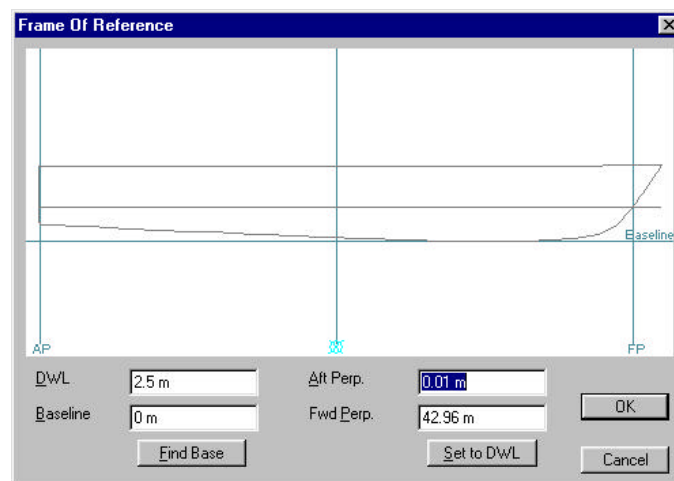 Frame Of Reference
Baseline
AP
FP
DWL
2.5 m
Aft Perp.
0.01 m
Baseline
0 m
Fwd Perp.
42.96 m
OK
Find Base
Set to DWL
Cancel